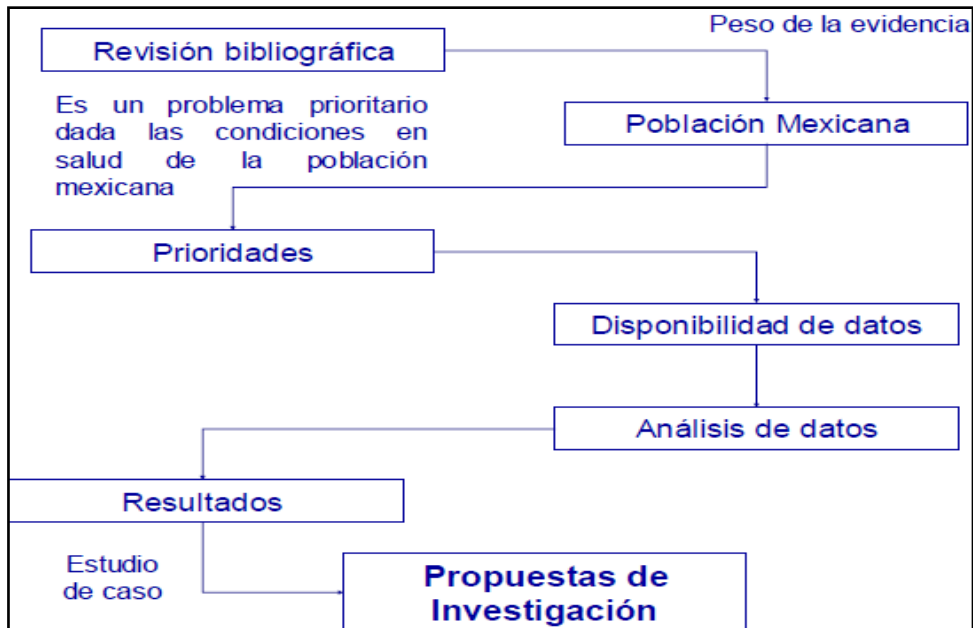 Peso de la evidencia
Revisión bibliográfica
Es un problema prioritario
dada las condiciones en
salud de la población
mexicana
Población Mexicana
Prioridades
Disponibilidad de datos
Análisis de datos
Resultados
Estudio
de caso
Propuestas de
Investigación